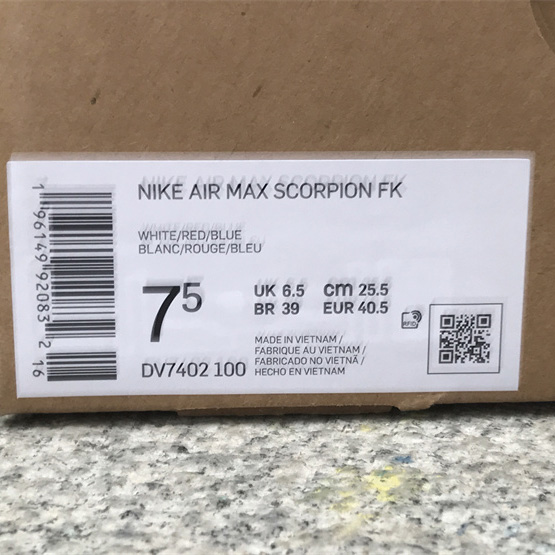 NIKE AIR MAX SCORPION FK
WHITE/RED/BLUE
BLANC/ROUGE/BLEU
7 5
UK 6.5 cm 25.5
BR 39 EUR 40.5
RFID
DV7402 100
MADE IN VIETNAM /
FABRIQUE AU VIETNAM /
FABRICADO NO VIETNÃ /
HECHO EN VIETNAM
1 96149 92083 2 16